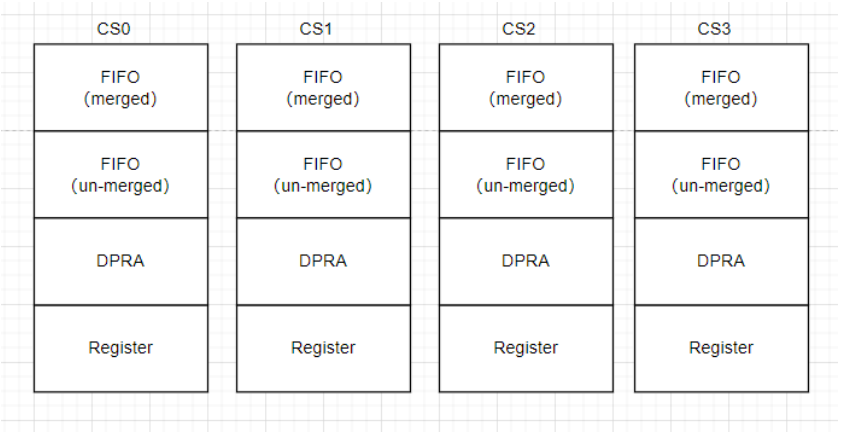 CS0
CS1
CS2
CS3
FIFO
(merged)
FIFO
(merged)
FIFO
(merged)
FIFO
(merged)
FIFO
(un-merged)
FIFO
(un-merged)
FIFO
(un-merged)
FIFO
(un-merged)
DPRA
DPRA
DPRA
DPRA
Register
Register
Register
Register